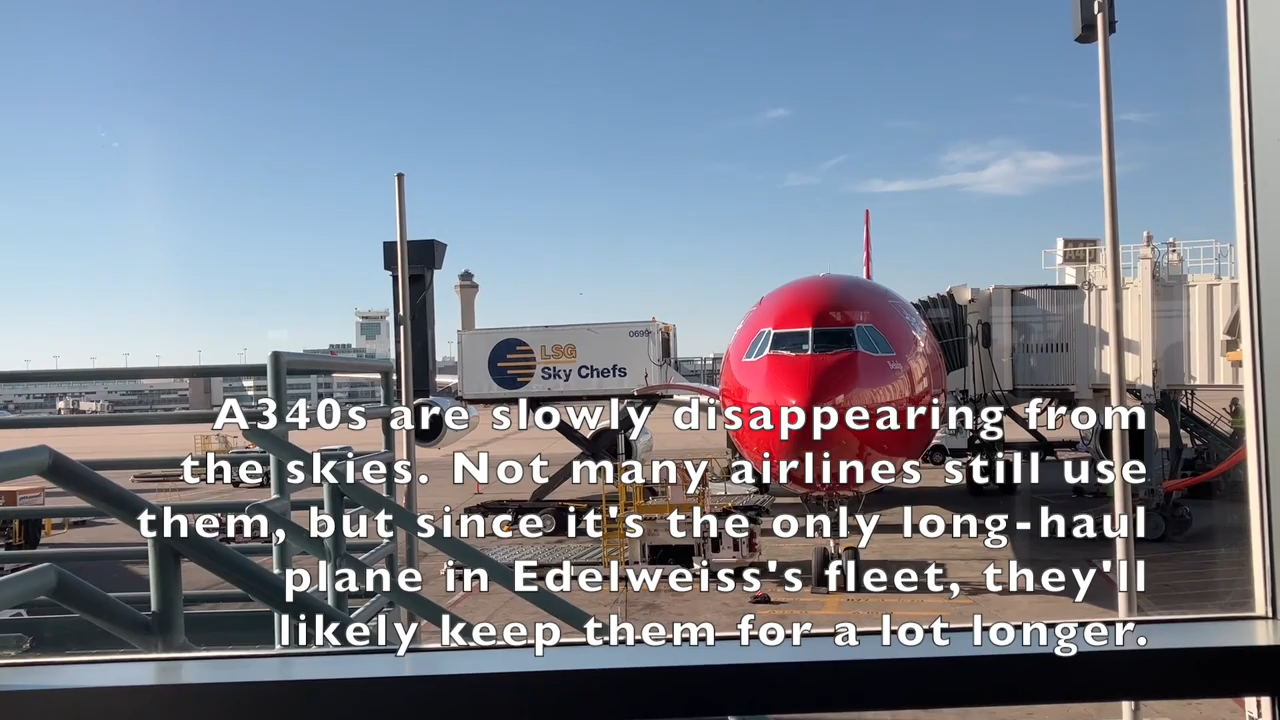 0699
LSG
Sky Chefs
A340s are slowly disappearing from
the skies. Not many airlines still use
them, but since it's the only long-haul
plane in Edelweiss's fleet, they'll
likely keep them for a lot longer.